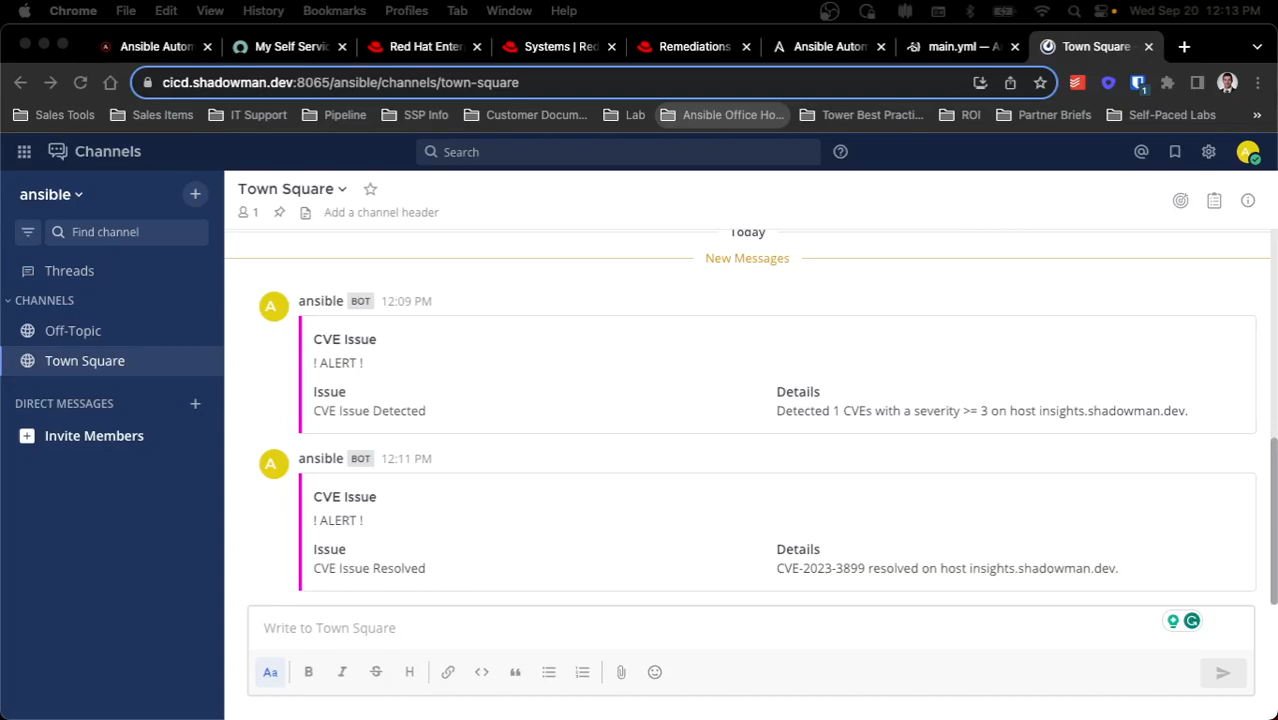 Chrome File Edit View History Bookmarks Profiles Tab Window Help Wed Sep 20 12:13 PM
Ansible Autom My Self Servic Red Hat Enter Systems | Red Remediations Ansible Autom main.yml — A Town Square
cicd.shadowman.dev:8065/ansible/channels/town-square
Sales Tools Sales Items IT Support Pipeline SSP Info Customer Docum... Lab Ansible Office Ho... Tower Best Practi... ROI Partner Briefs Self-Paced Labs »
Channels Search
ansible
Town Square
1 Add a channel header
Find channel
Today
New Messages
Threads
CHANNELS
Off-Topic
Town Square
DIRECT MESSAGES
Invite Members
A ansible BOT 12:09 PM
CVE Issue
! ALERT !
Issue Details
CVE Issue Detected Detected 1 CVEs with a severity >= 3 on host insights.shadowman.dev.
A ansible BOT 12:11 PM
CVE Issue
! ALERT !
Issue Details
CVE Issue Resolved CVE-2023-3899 resolved on host insights.shadowman.dev.
Write to Town Square
Aa B I S H